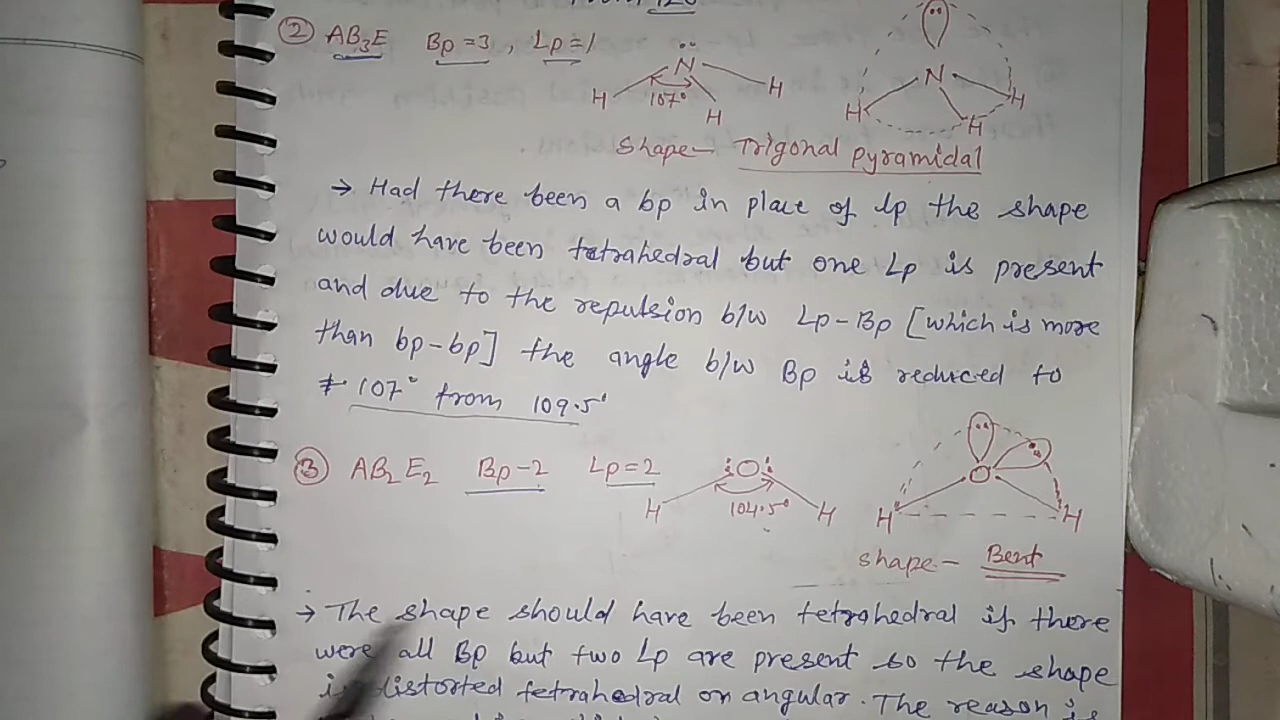 ② AB₃E Bp=3, Lp=1
N
H 107° H
H
N
H H
H
Shape - Trigonal Pyramidal
→ Had there been a bp in place of lp the shape
would have been tetrahedral but one Lp is present
and due to the repulsion b/w Lp-Bp [which is more
than bp-bp] the angle b/w Bp is reduced to
107° from 109.5°
③ AB₂E₂ Bp-2 Lp=2
O
H 104.5° H
O
H H
shape - Bent
→ The shape should have been tetrahedral if there
were all Bp but two Lp are present so the shape
is distorted tetrahedral or angular. The reason is